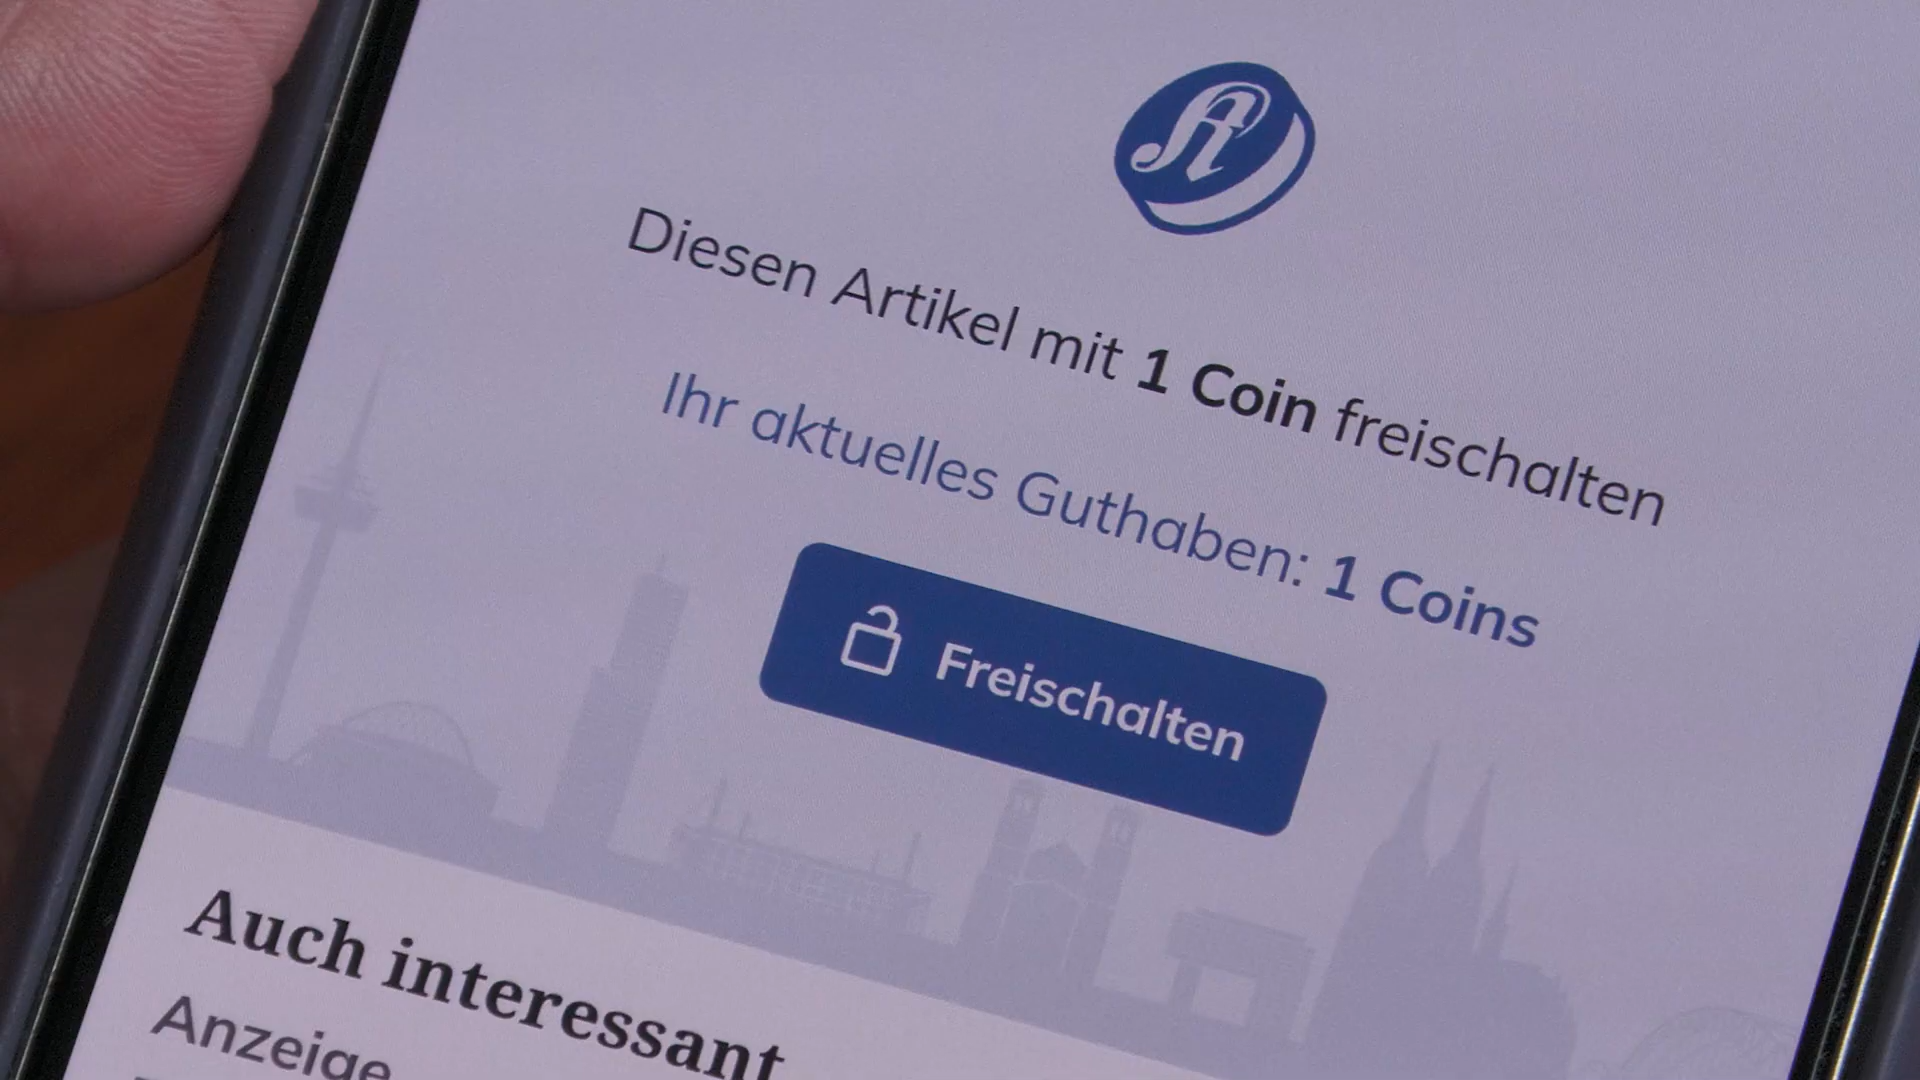 Diesen Artikel mit 1 Coin freischalten
Ihr aktuelles Guthaben: 1 Coins
Freischalten
Auch interessant
Anzeige